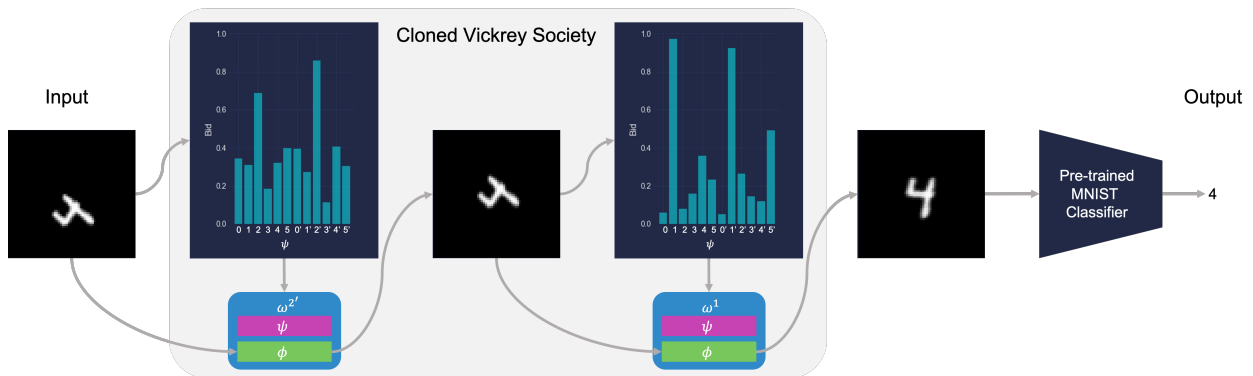 Cloned Vickrey Society
Input
Output
1.0
0.8
0.6
0.4
0.2
0.0
Bid
0 1 2 3 4 5 0' 1' 2' 3' 4' 5'
ψ
1.0
0.8
0.6
0.4
0.2
0.0
Bid
0 1 2 3 4 5 0' 1' 2' 3' 4' 5'
ψ
4
Pre-trained
MNIST
Classifier
4
ω^2'
ψ
ϕ
ω^1
ψ
ϕ